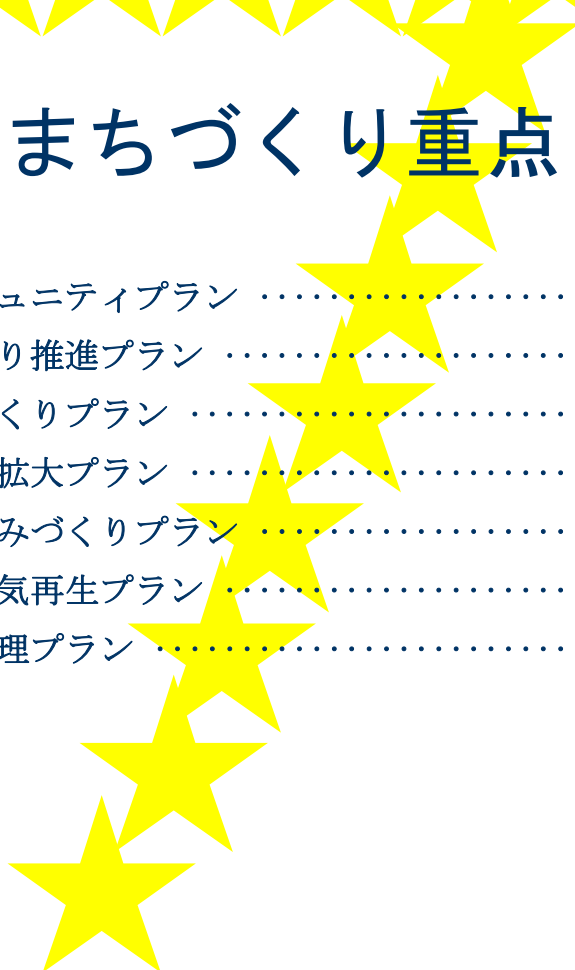 まちづくり重点
ュニティプラン ・・・・・・・・・・・・・・・・・・
り推進プラン ・・・・・・・・・・・・・・・・・・・・
くりプラン ・・・・・・・・・・・・・・・・・・・・・・
拡大プラン ・・・・・・・・・・・・・・・・・・・・・・
みづくりプラン ・・・・・・・・・・・・・・・・・・
気再生プラン ・・・・・・・・・・・・・・・・・・・・
理プラン ・・・・・・・・・・・・・・・・・・・・・・・・